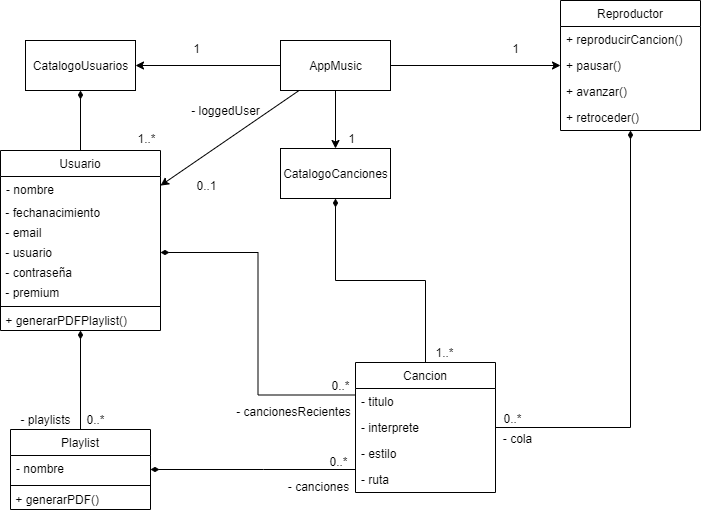 Reproductor
+ reproducirCancion()
+ pausar()
+ avanzar()
+ retroceder()
CatalogoUsuarios
1
AppMusic
1
- loggedUser
1..*
1
0..1
CatalogoCanciones
Usuario
- nombre
- fechanacimiento
- email
- usuario
- contraseña
- premium
+ generarPDFPlaylist()
1..*
Cancion
- titulo
- interprete
- estilo
- ruta
0..*
- cancionesRecientes
0..*
- cola
- playlists
0..*
Playlist
- nombre
+ generarPDF()
0..*
- canciones